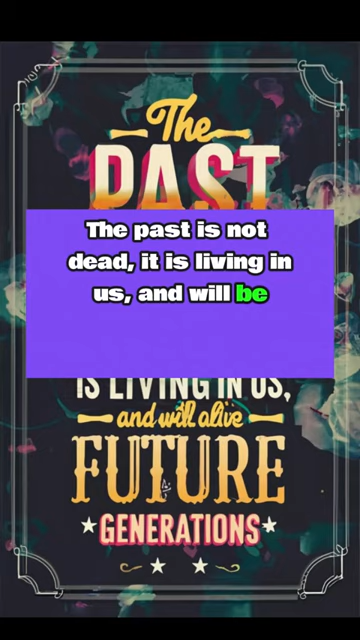 The
PAST
The past is not
dead, it is living in
us, and will be
IS LIVING IN US,
and will alive
FUTURE
GENERATIONS